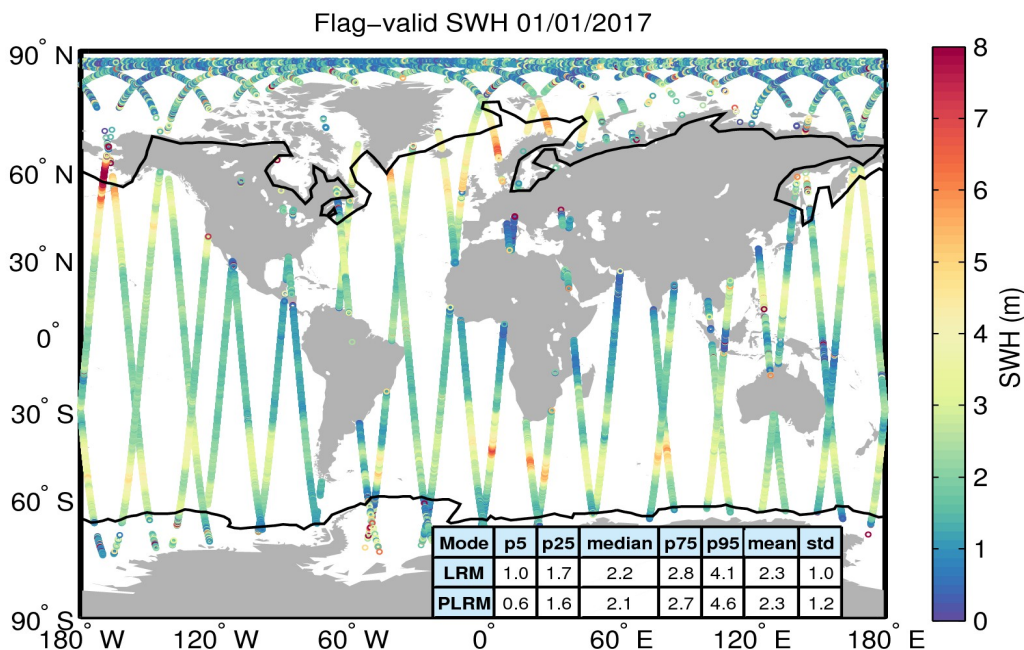 Flag−valid SWH 01/01/2017
90° N
60° N
30° N
0°
30° S
60° S
90° S
180° W
120° W
60° W
0°
60° E
120° E
180° E
8
7
6
5
4
3
2
1
0
SWH (m)
Mode p5 p25 median p75 p95 mean std
LRM 1.0 1.7 2.2 2.8 4.1 2.3 1.0
PLRM 0.6 1.6 2.1 2.7 4.6 2.3 1.2